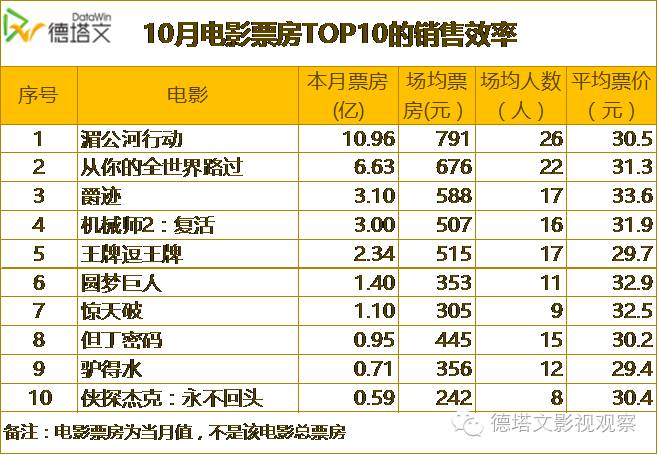 DataWin
德塔文
10月电影票房TOP10的销售效率
序号 电影 本月票房(亿) 场均票房(元) 场均人数(人) 平均票价(元)
1 湄公河行动 10.96 791 26 30.5
2 从你的全世界路过 6.63 676 22 31.3
3 爵迹 3.10 588 17 33.6
4 机械师2：复活 3.00 507 16 31.9
5 王牌逗王牌 2.34 515 17 29.7
6 圆梦巨人 1.40 353 11 32.9
7 惊天破 1.10 305 9 32.5
8 但丁密码 0.95 445 15 30.2
9 驴得水 0.71 356 12 29.4
10 侠探杰克：永不回头 0.59 242 8 30.4
备注：电影票房为当月值，不是该电影总票房
德塔文影视观察